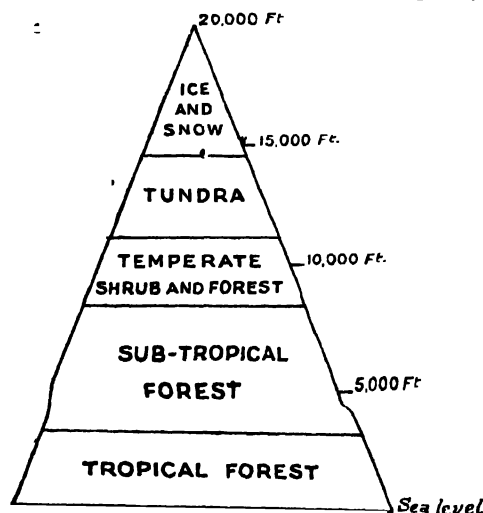 20,000 Ft
ICE
AND
SNOW
15,000 Ft.
TUNDRA
10,000 Ft.
TEMPERATE
SHRUB AND FOREST
SUB-TROPICAL
FOREST
5,000 Ft
TROPICAL FOREST
Sea level